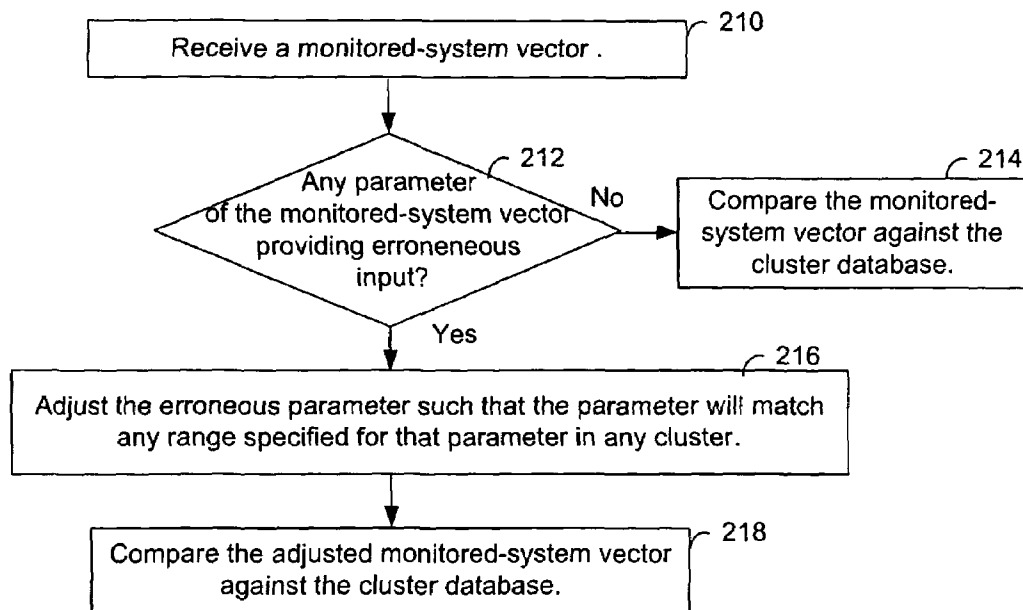 210
Receive a monitored-system vector .
212
Any parameter
of the monitored-system vector
providing erroneneous
input?
No
214
Compare the monitored-
system vector against the
cluster database.
Yes
216
Adjust the erroneous parameter such that the parameter will match
any range specified for that parameter in any cluster.
218
Compare the adjusted monitored-system vector
against the cluster database.